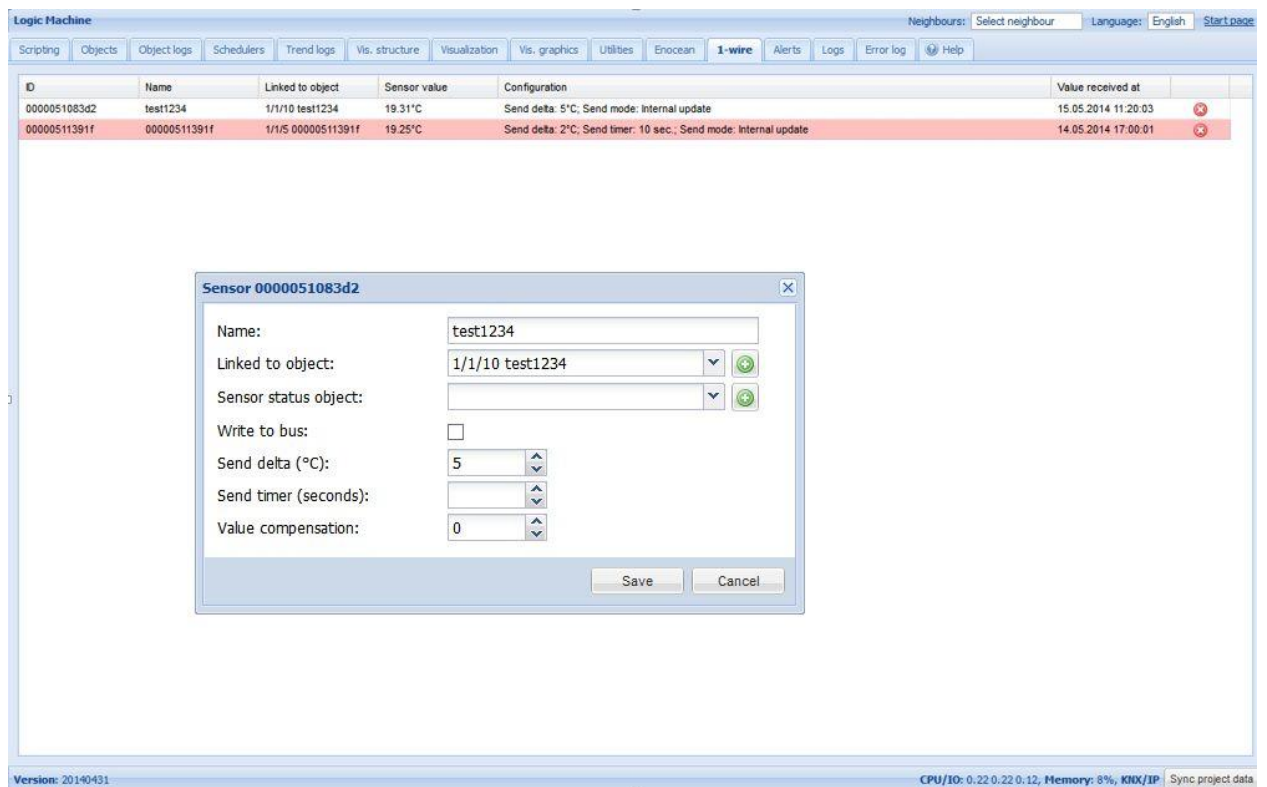 Logic Machine Neighbours: Select neighbour Language: English Start page
Scripting Objects Object logs Schedulers Trend logs Vis. structure Visualization Vis. graphics Utilities Enocean 1-wire Alerts Logs Error log Help
ID Name Linked to object Sensor value Configuration Value received at
0000051083d2 test1234 1/1/10 test1234 19.31°C Send delta: 5°C; Send mode: Internal update 15.05.2014 11:20:03
00000511391f 00000511391f 1/1/5 00000511391f 19.25°C Send delta: 2°C; Send timer: 10 sec.; Send mode: Internal update 14.05.2014 17:00:01
Sensor 0000051083d2
Name: test1234
Linked to object: 1/1/10 test1234
Sensor status object:
Write to bus:
Send delta (°C): 5
Send timer (seconds):
Value compensation: 0
Save Cancel
Version: 20140431 CPU/IO: 0.22 0.22 0.12, Memory: 8%, KNX/IP Sync project data